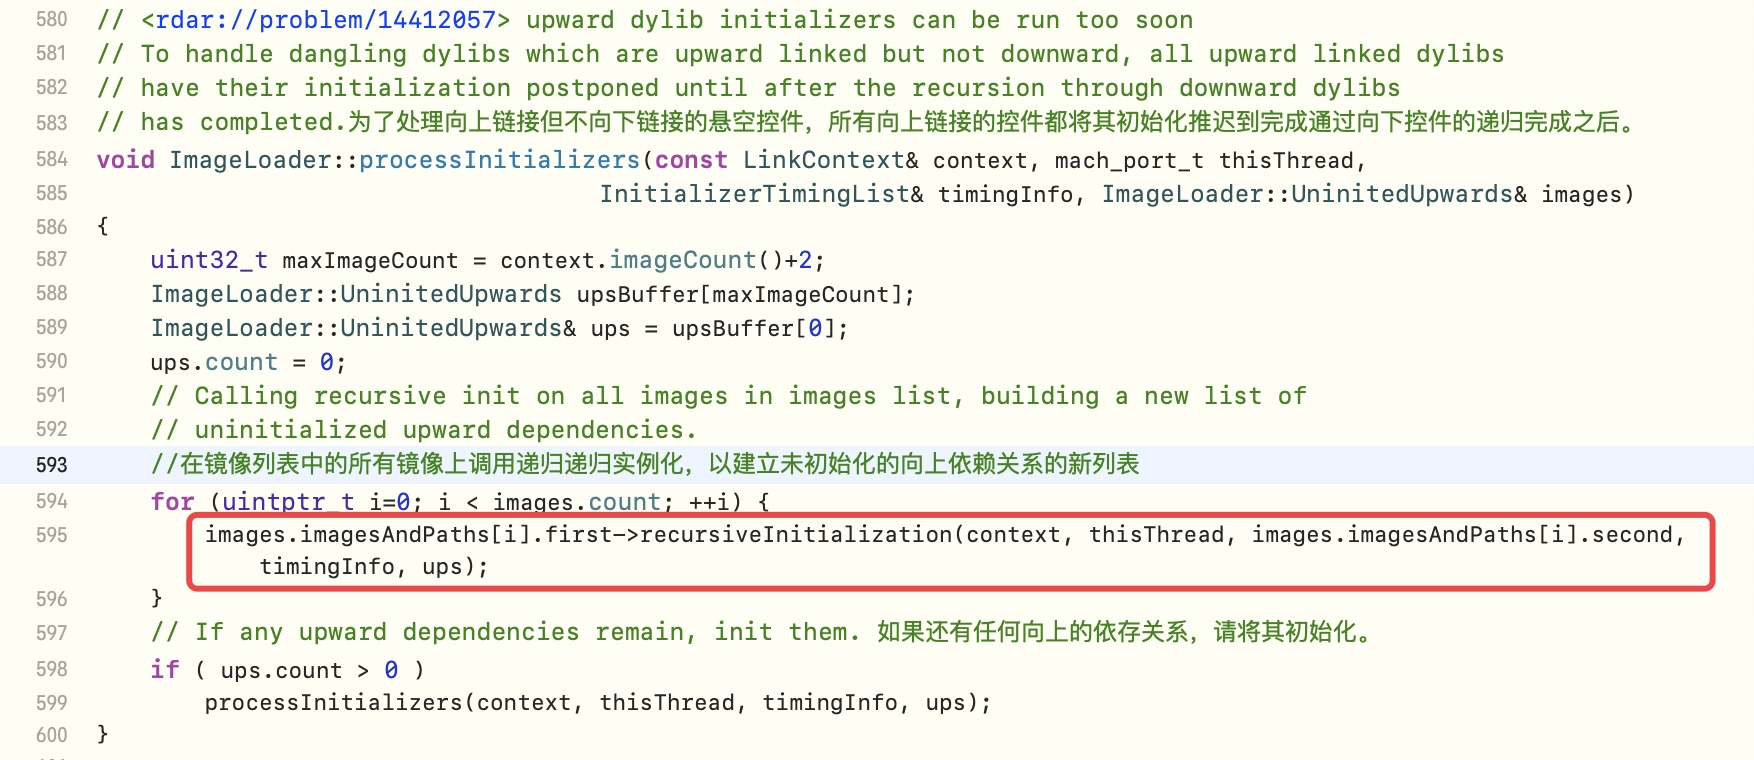 580 // <rdar://problem/14412057> upward dylib initializers can be run too soon
581 // To handle dangling dylibs which are upward linked but not downward, all upward linked dylibs
582 // have their initialization postponed until after the recursion through downward dylibs
583 // has completed.为了处理向上链接但不向下链接的悬空控件，所有向上链接的控件都将其初始化推迟到完成通过向下控件的递归完成之后。
584 void ImageLoader::processInitializers(const LinkContext& context, mach_port_t thisThread,
585 InitializerTimingList& timingInfo, ImageLoader::UninitedUpwards& images)
586 {
587 uint32_t maxImageCount = context.imageCount()+2;
588 ImageLoader::UninitedUpwards upsBuffer[maxImageCount];
589 ImageLoader::UninitedUpwards& ups = upsBuffer[0];
590 ups.count = 0;
591 // Calling recursive init on all images in images list, building a new list of
592 // uninitialized upward dependencies.
593 //在镜像列表中的所有镜像上调用递归递归实例化，以建立未初始化的向上依赖关系的新列表
594 for (uintptr_t i=0; i < images.count; ++i) {
595 images.imagesAndPaths[i].first->recursiveInitialization(context, thisThread, images.imagesAndPaths[i].second,
timingInfo, ups);
596 }
597 // If any upward dependencies remain, init them. 如果还有任何向上的依存关系，请将其初始化。
598 if ( ups.count > 0 )
599 processInitializers(context, thisThread, timingInfo, ups);
600 }